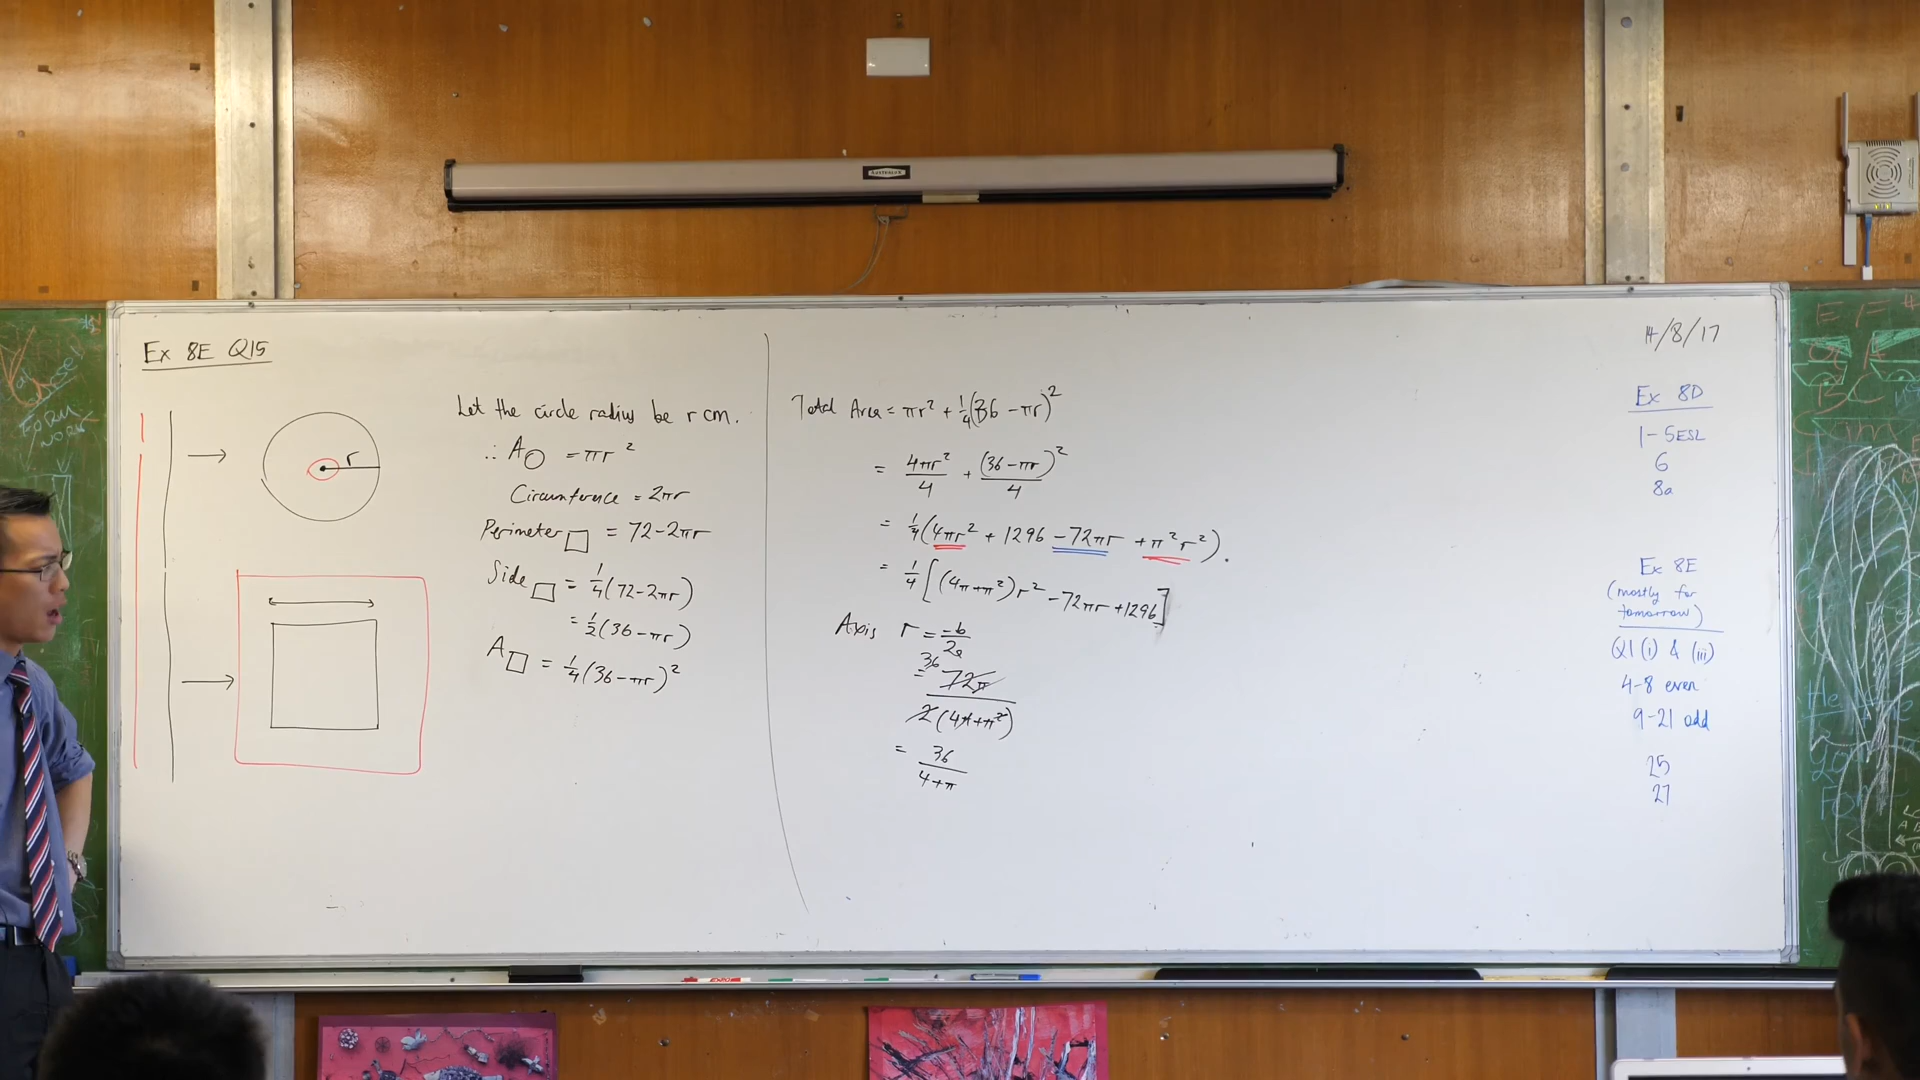 Ex 8E Q15
r
Let the circle radius be r cm.
∴ A○ = πr²
Circumference = 2πr
Perimeter□ = 72-2πr
Side□ = 1/4(72-2πr)
= 1/2(36-πr)
A□ = 1/4(36-πr)²
Total Area = πr² + 1/4(36-πr)²
= 4πr²/4 + (36-πr)²/4
= 1/4(4πr² + 1296 - 72πr + π²r²).
= 1/4[(4π+π²)r² - 72πr + 1296]
Axis r = -b/2a
36
= 72π/2(4π+π²)
= 36/4+π
14/8/17
Ex 8D
1-5ESL
6
8a
Ex 8E
(mostly for
tomorrow)
Q1 (i) & (iii)
4-8 even
9-21 odd
25
27